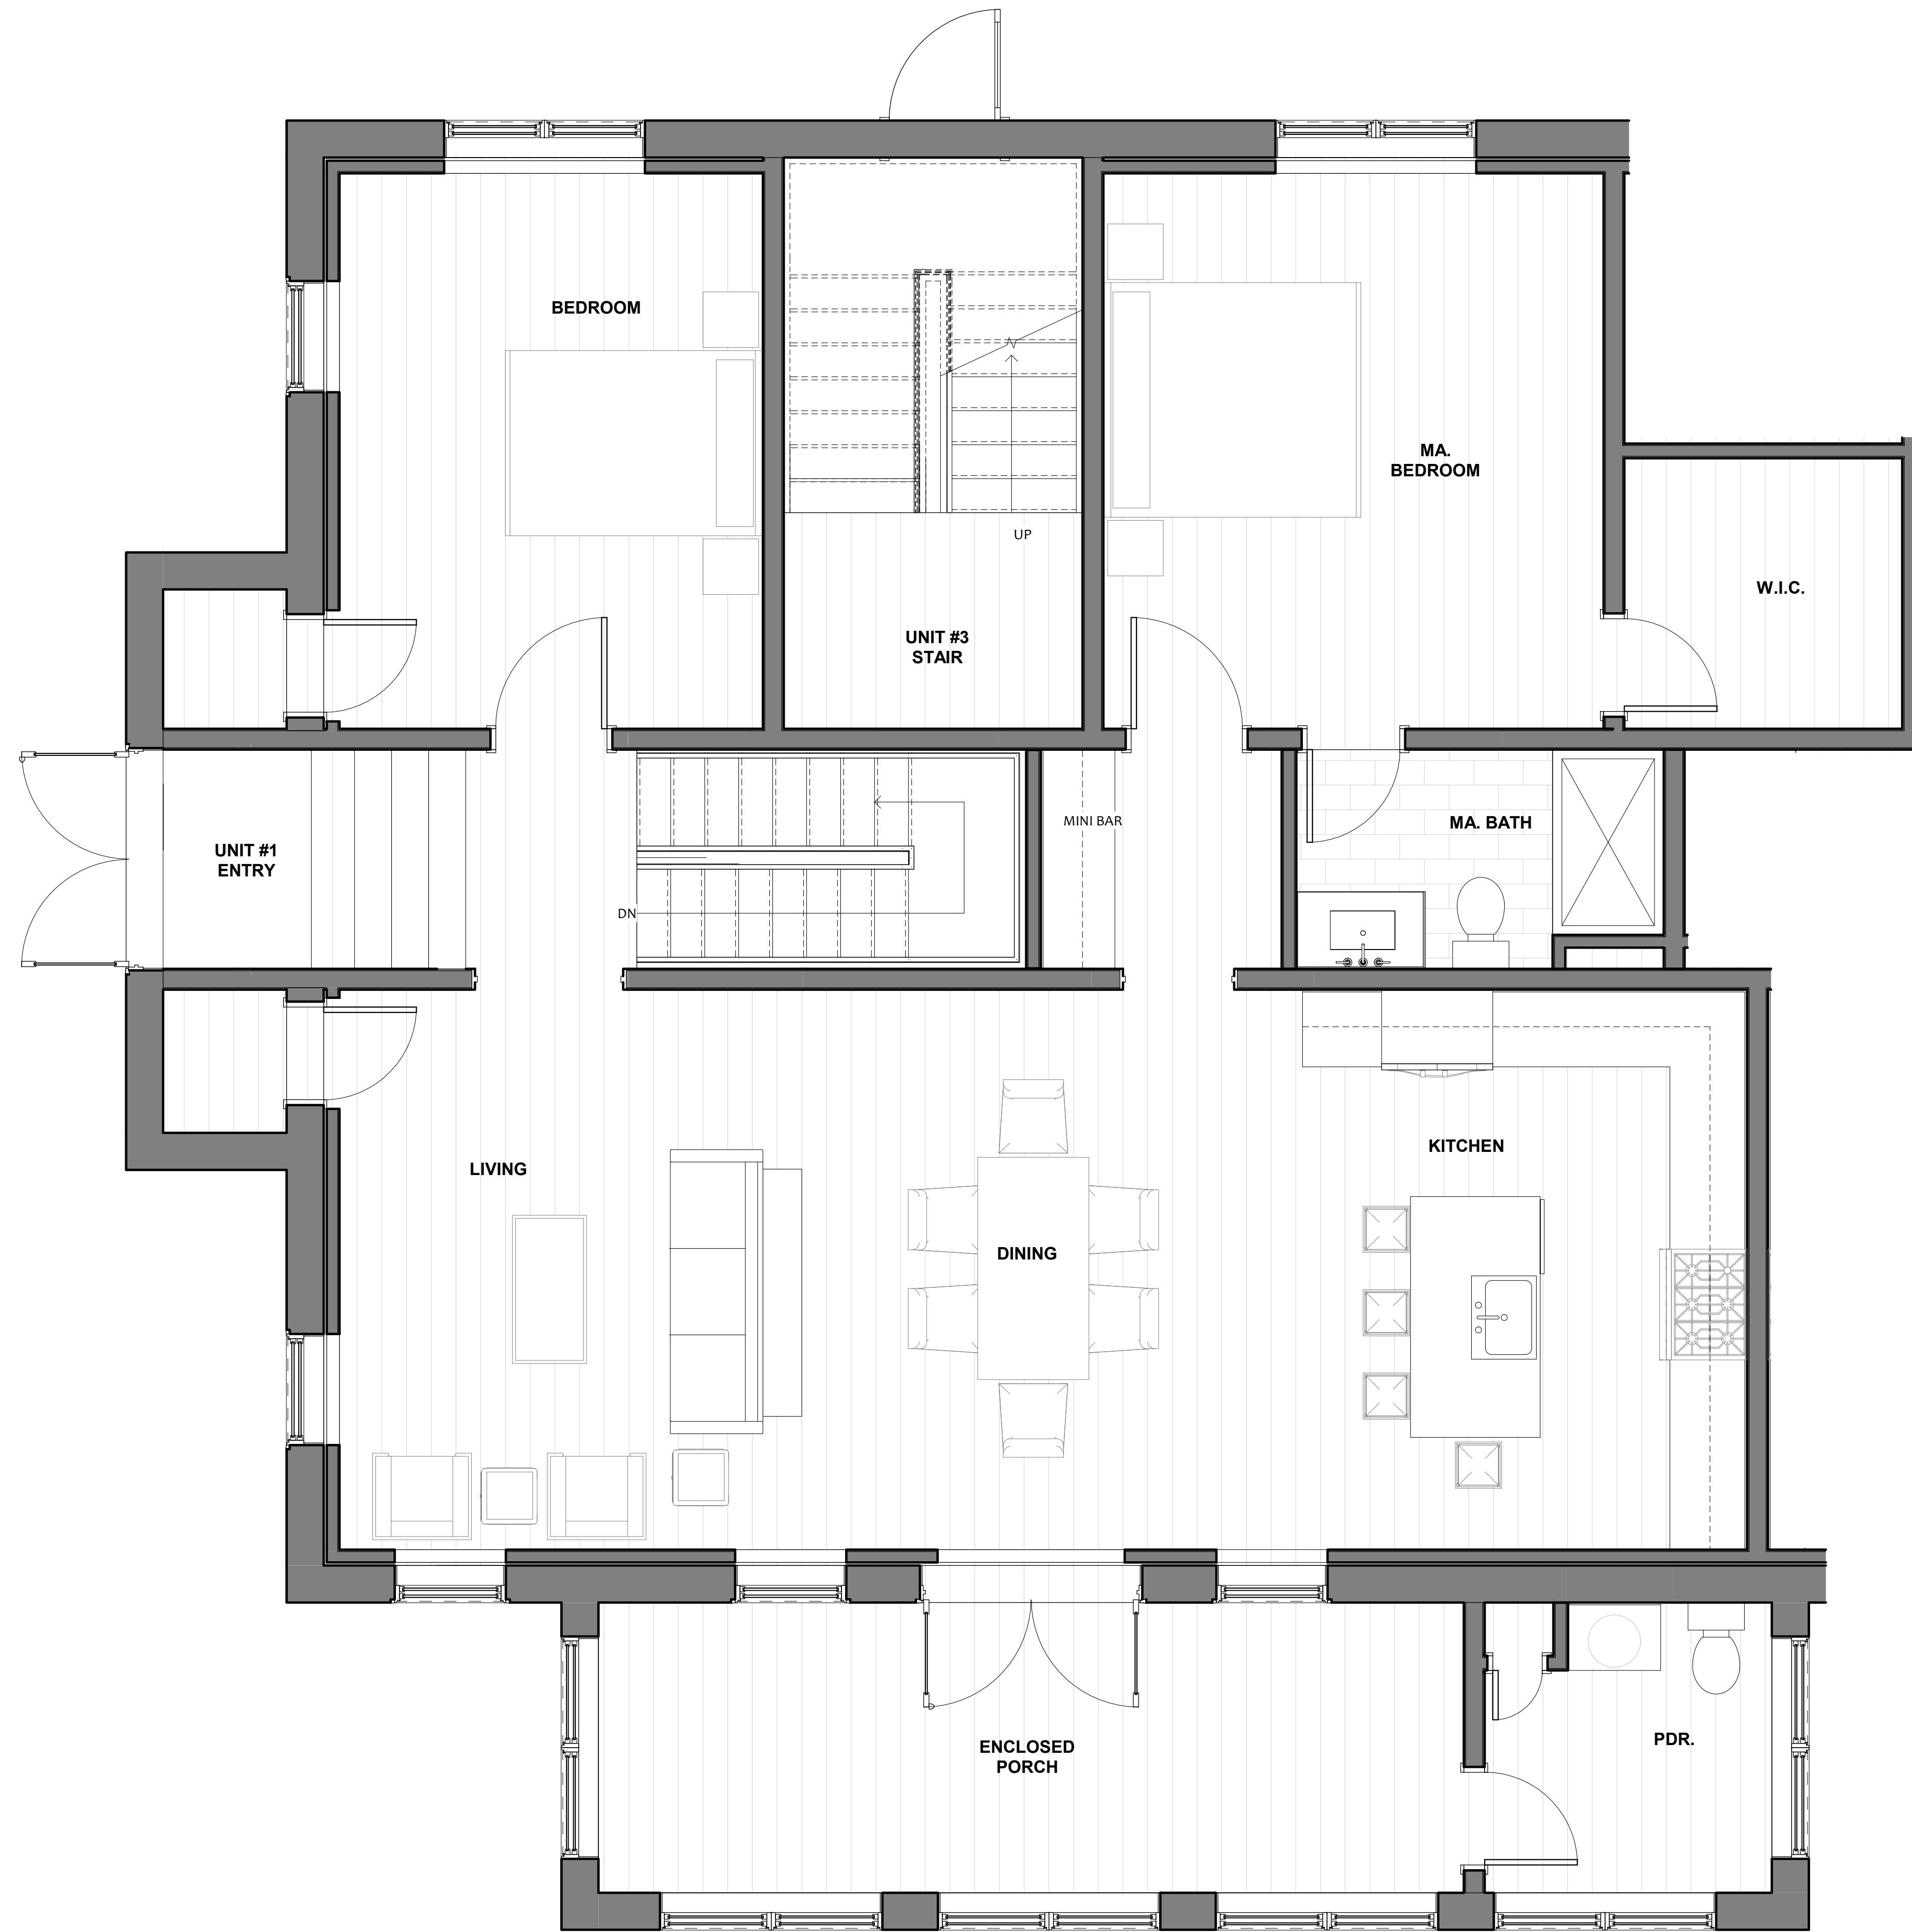 BEDROOM
MA.
BEDROOM
UP
W.I.C.
UNIT #3
STAIR
MINI BAR
MA. BATH
UNIT #1
ENTRY
DN
KITCHEN
LIVING
DINING
ENCLOSED
PORCH
PDR.